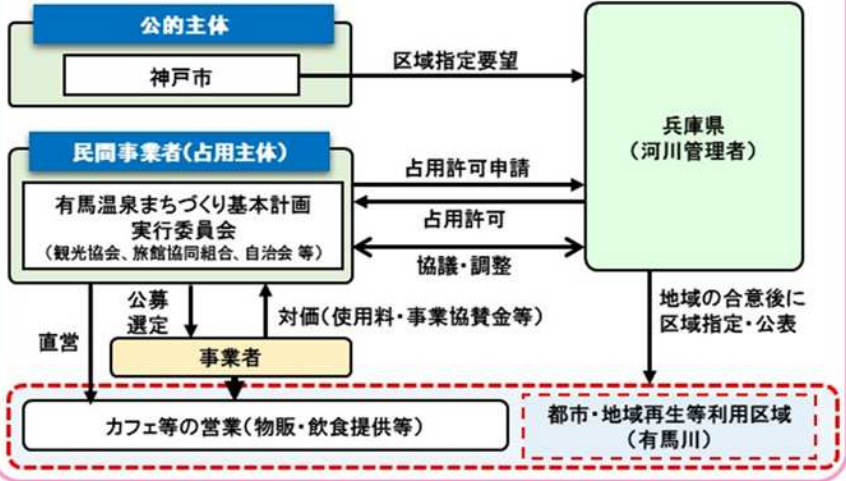 公的主体
神戸市
区域指定要望
兵庫県
(河川管理者)
民間事業者(占用主体)
有馬温泉まちづくり基本計画
実行委員会
(観光協会、旅館協同組合、自治会 等)
占用許可申請
占用許可
協議・調整
直営
公募
選定
対価(使用料・事業協賛金等)
地域の合意後に
区域指定・公表
事業者
カフェ等の営業(物販・飲食提供等)
都市・地域再生等利用区域
(有馬川)